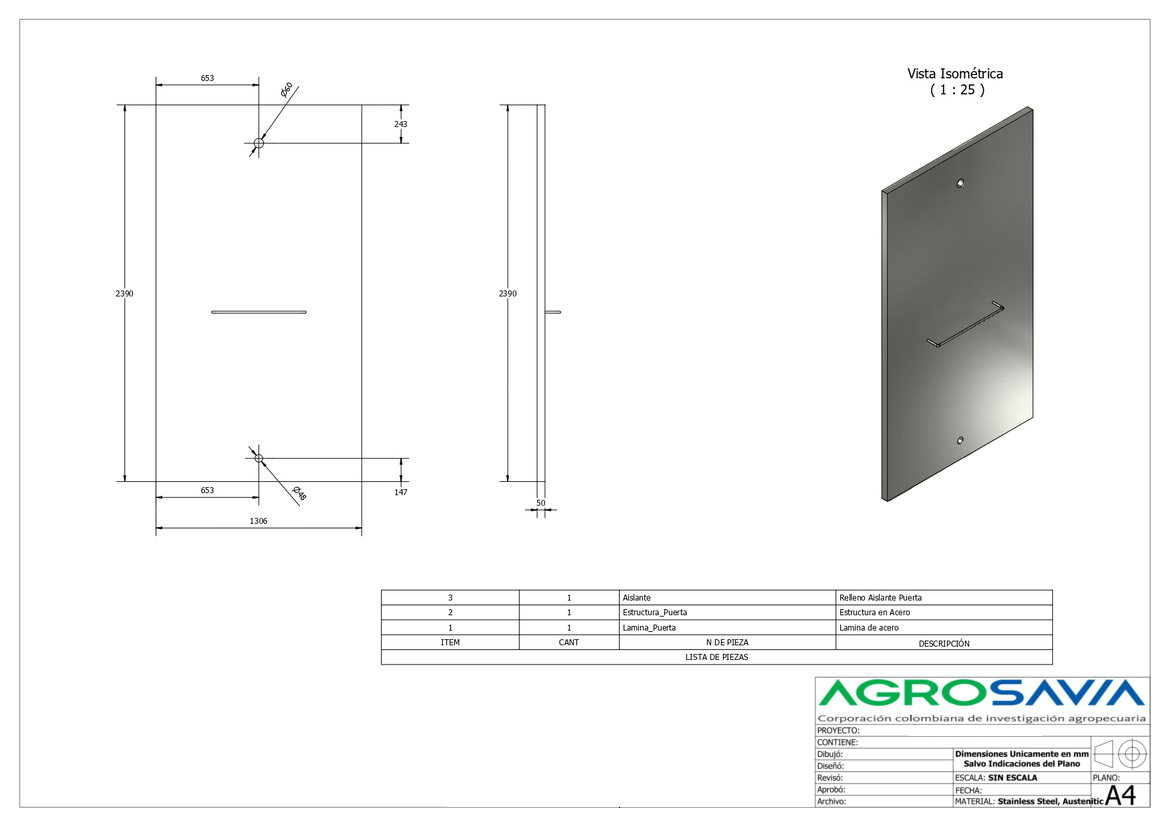 Vista Isométrica
( 1 : 25 )
653
Ø60
243
2390
2390
653
Ø48
147
50
1306
3 1 Aislante Relleno Aislante Puerta
2 1 Estructura_Puerta Estructura en Acero
1 1 Lamina_Puerta Lamina de acero
ITEM CANT N DE PIEZA DESCRIPCIÓN
LISTA DE PIEZAS
AGROSAVIA
Corporación colombiana de investigación agropecuaria
PROYECTO:
CONTIENE:
Dibujó:
Dimensiones Unicamente en mm
Salvo Indicaciones del Plano
Diseñó:
Revisó: ESCALA: SIN ESCALA PLANO:
Aprobó: FECHA:
Archivo: MATERIAL: Stainless Steel, Austenitic A4